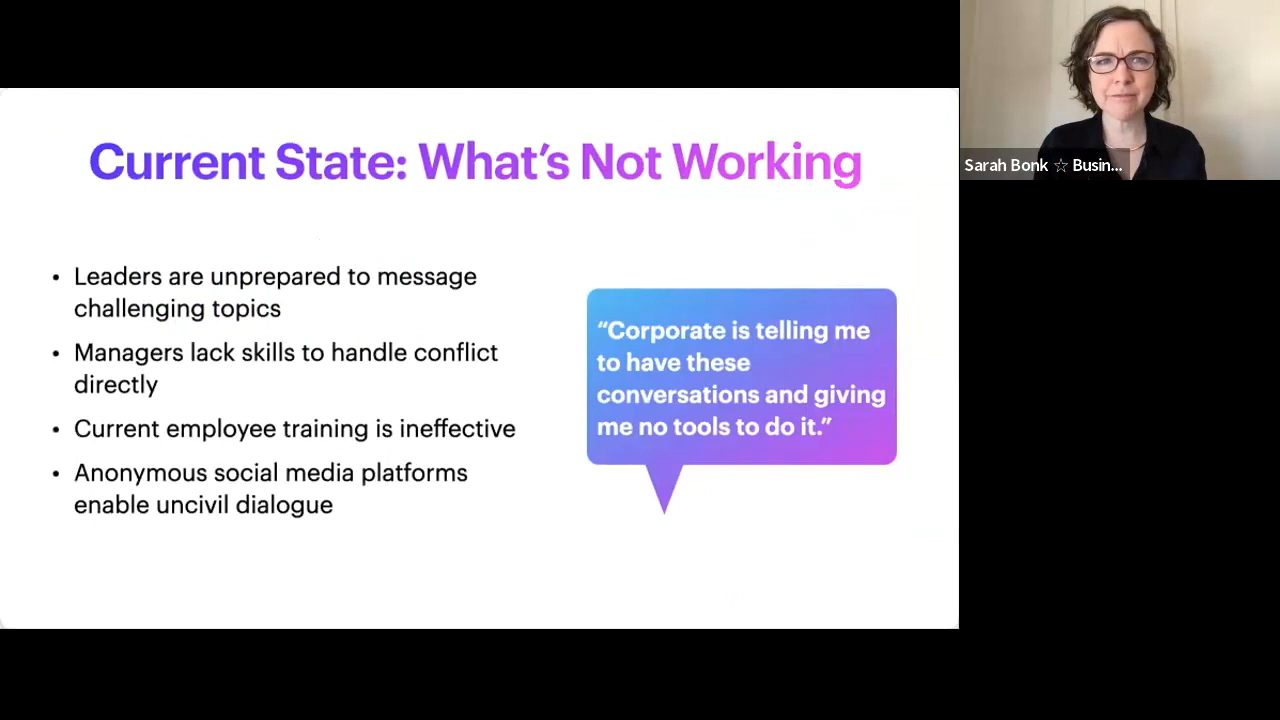 Current State: What’s Not Working
• Leaders are unprepared to message
challenging topics
• Managers lack skills to handle conflict
directly
• Current employee training is ineffective
• Anonymous social media platforms
enable uncivil dialogue
“Corporate is telling me
to have these
conversations and giving
me no tools to do it.”
Sarah Bonk ☆ Busin...